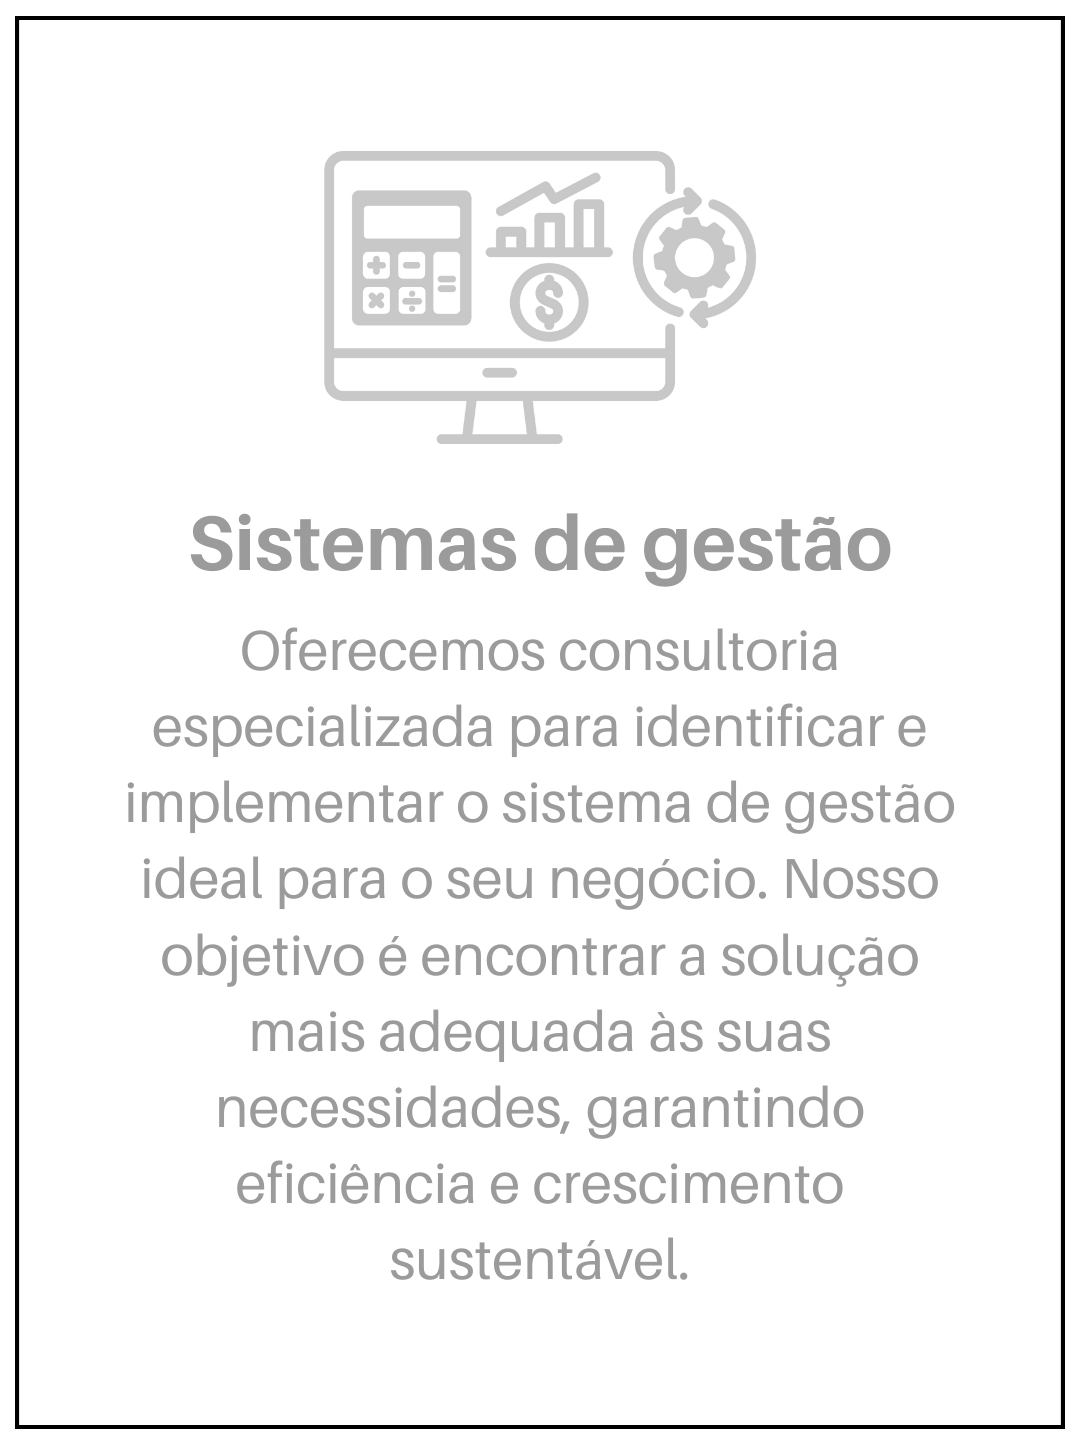 Sistemas de gestão
Oferecemos consultoria
especializada para identificar e
implementar o sistema de gestão
ideal para o seu negócio. Nosso
objetivo é encontrar a solução
mais adequada às suas
necessidades, garantindo
eficiência e crescimento
sustentável.